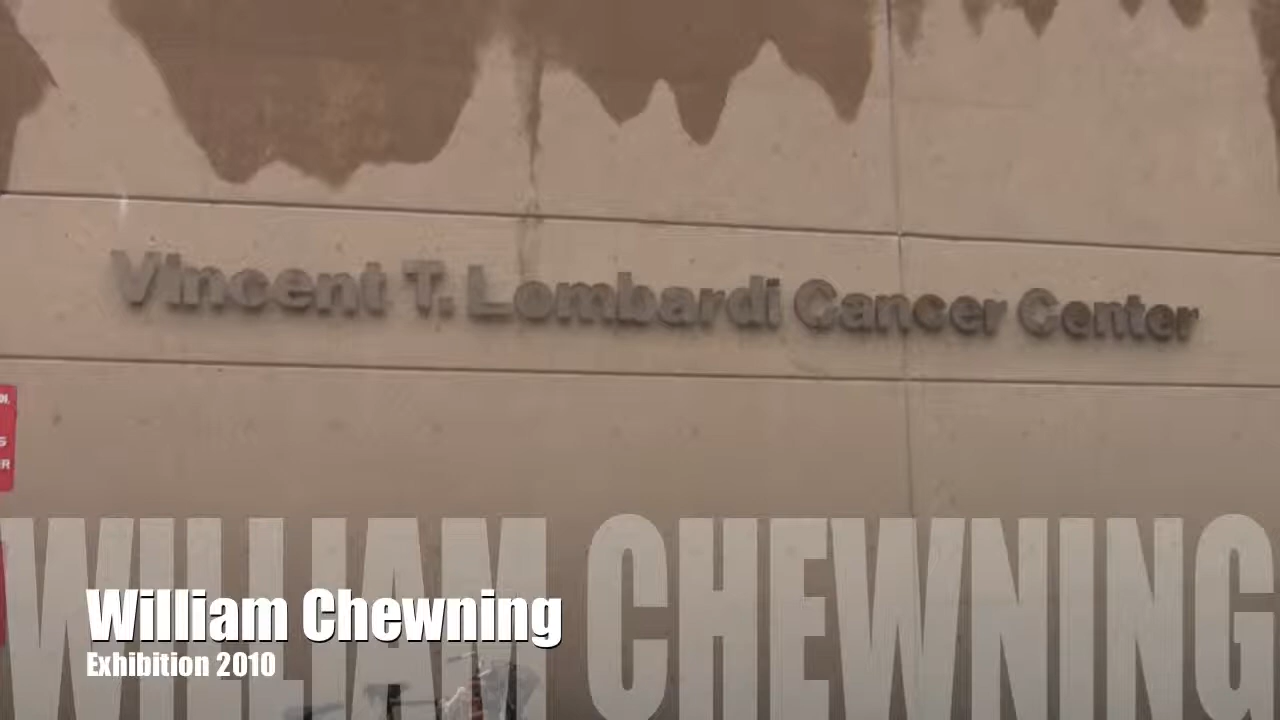 Vincent T. Lombardi Cancer Center
WILLIAM CHEWNING
William Chewning
Exhibition 2010